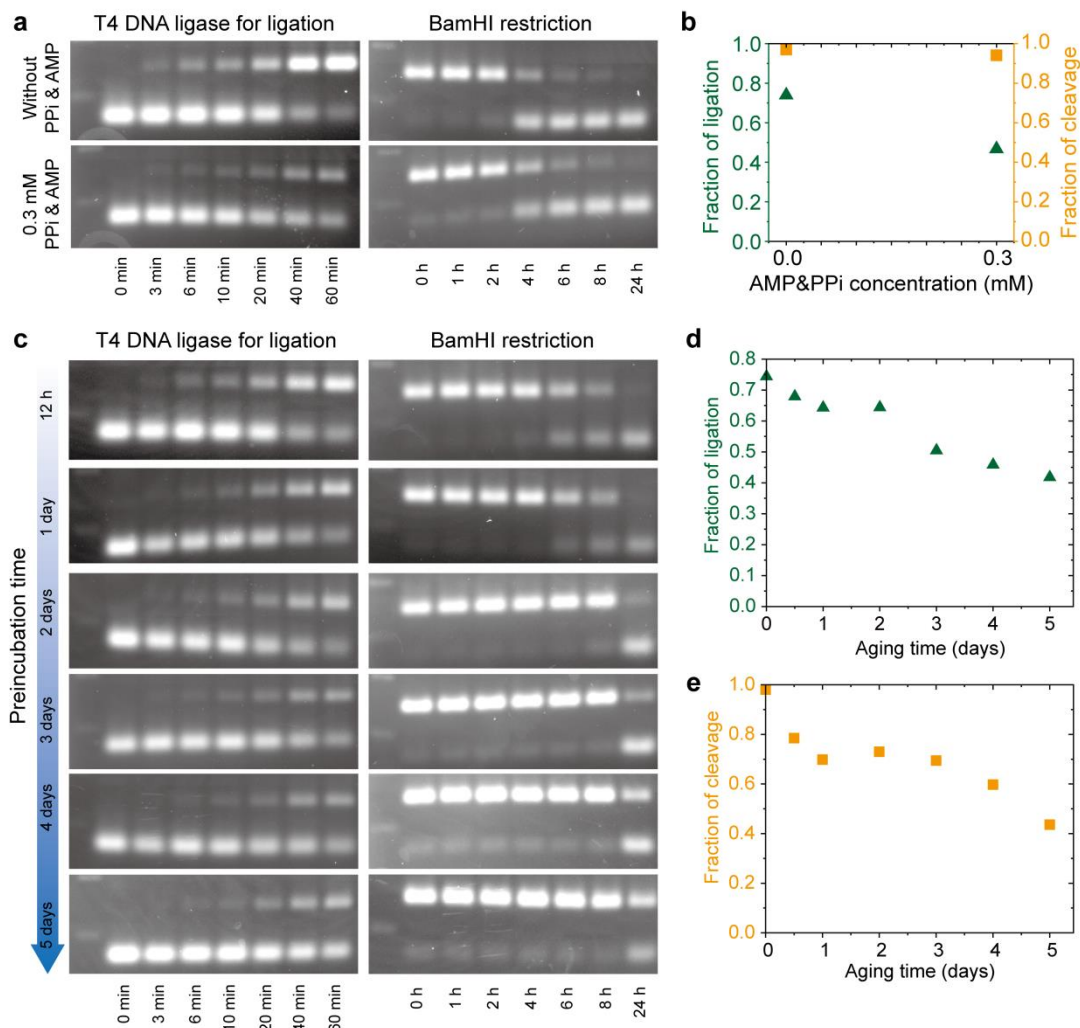 a
T4 DNA ligase for ligation
BamHI restriction
Without
PPi & AMP
0.3 mM
PPi & AMP
0 min
3 min
6 min
10 min
20 min
40 min
60 min
0 h
1 h
2 h
4 h
6 h
8 h
24 h
b
1.0
0.8
0.6
0.4
0.2
0.0
Fraction of ligation
1.0
0.8
0.6
0.4
0.2
0.0
Fraction of cleavage
0.0
0.3
AMP&PPi concentration (mM)
c
T4 DNA ligase for ligation
BamHI restriction
Preincubation time
12 h
1 day
2 days
3 days
4 days
5 days
0 min
3 min
6 min
10 min
20 min
40 min
60 min
0 h
1 h
2 h
4 h
6 h
8 h
24 h
d
0.8
0.7
0.6
0.5
0.4
0.3
0.2
0.1
0.0
Fraction of ligation
0
1
2
3
4
5
Aging time (days)
e
1.0
0.8
0.6
0.4
0.2
0.0
Fraction of cleavage
0
1
2
3
4
5
Aging time (days)